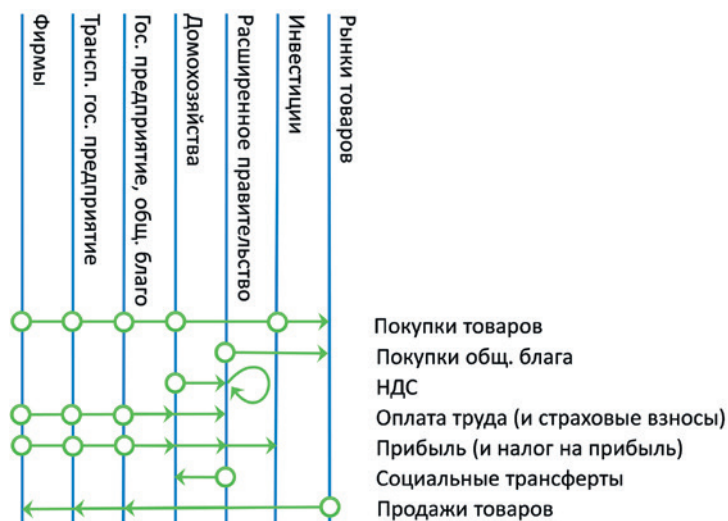 Фирмы
Трансп. гос. предприятие
Гос. предприятие, общ. благо
Домохозяйства
Расширенное правительство
Инвестиции
Рынки товаров
Покупки товаров
Покупки общ. блага
НДС
Оплата труда (и страховые взносы)
Прибыль (и налог на прибыль)
Социальные трансферты
Продажи товаров